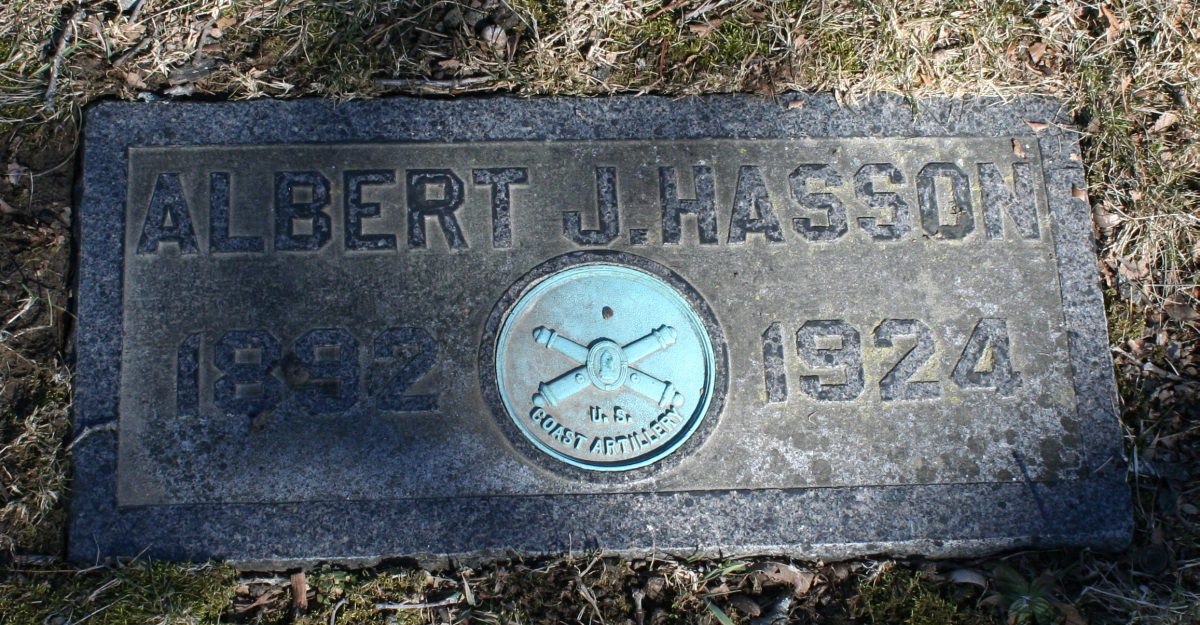 ALBERT J. HASSON
1892 1924
U. S.
COAST ARTILLERY